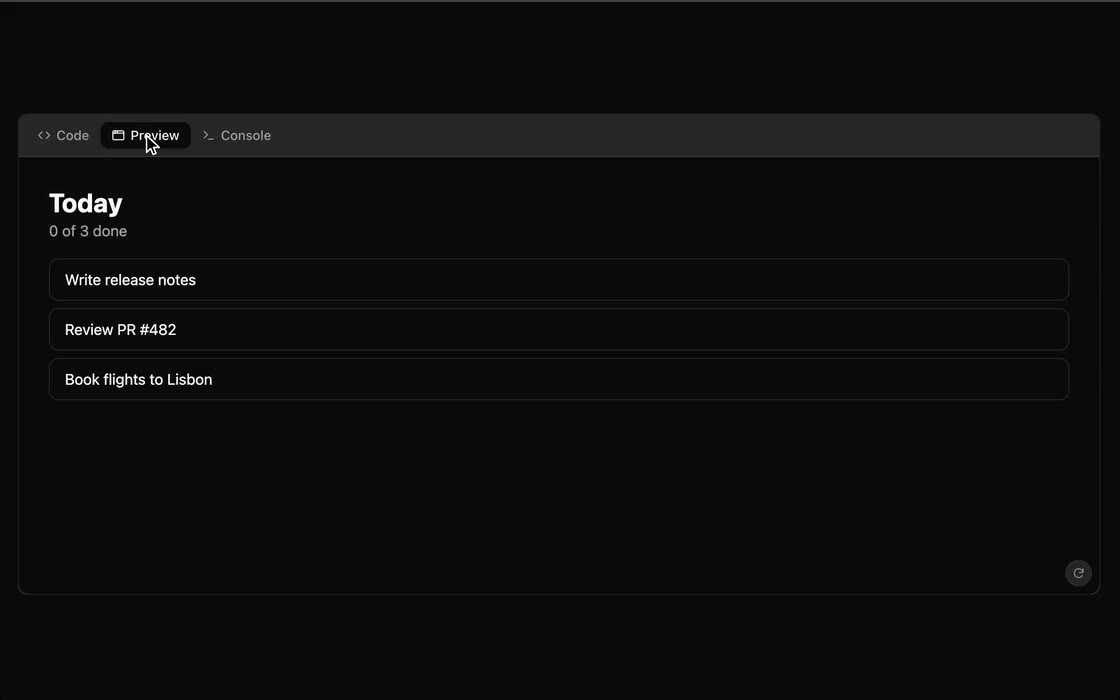 Code Preview Console
Today
0 of 3 done
Write release notes
Review PR #482
Book flights to Lisbon